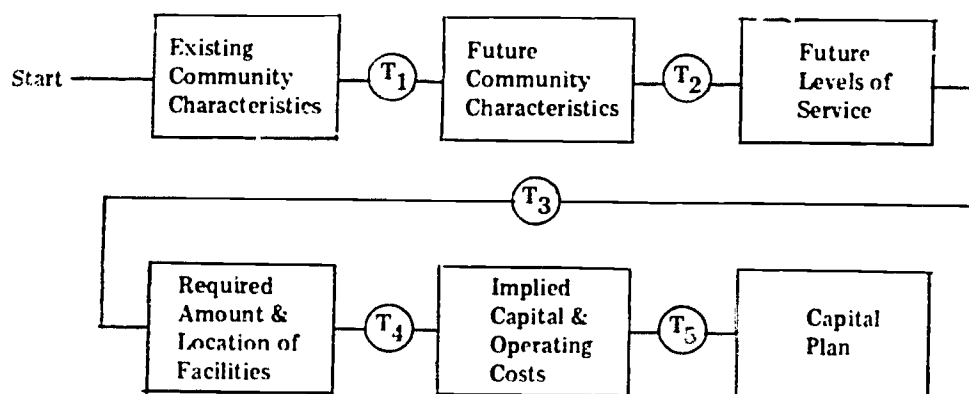 Start
Existing
Community
Characteristics
T1
Future
Community
Characteristics
T2
Future
Levels of
Service
T3
Required
Amount &
Location of
Facilities
T4
Implied
Capital &
Operating
Costs
T5
Capital
Plan